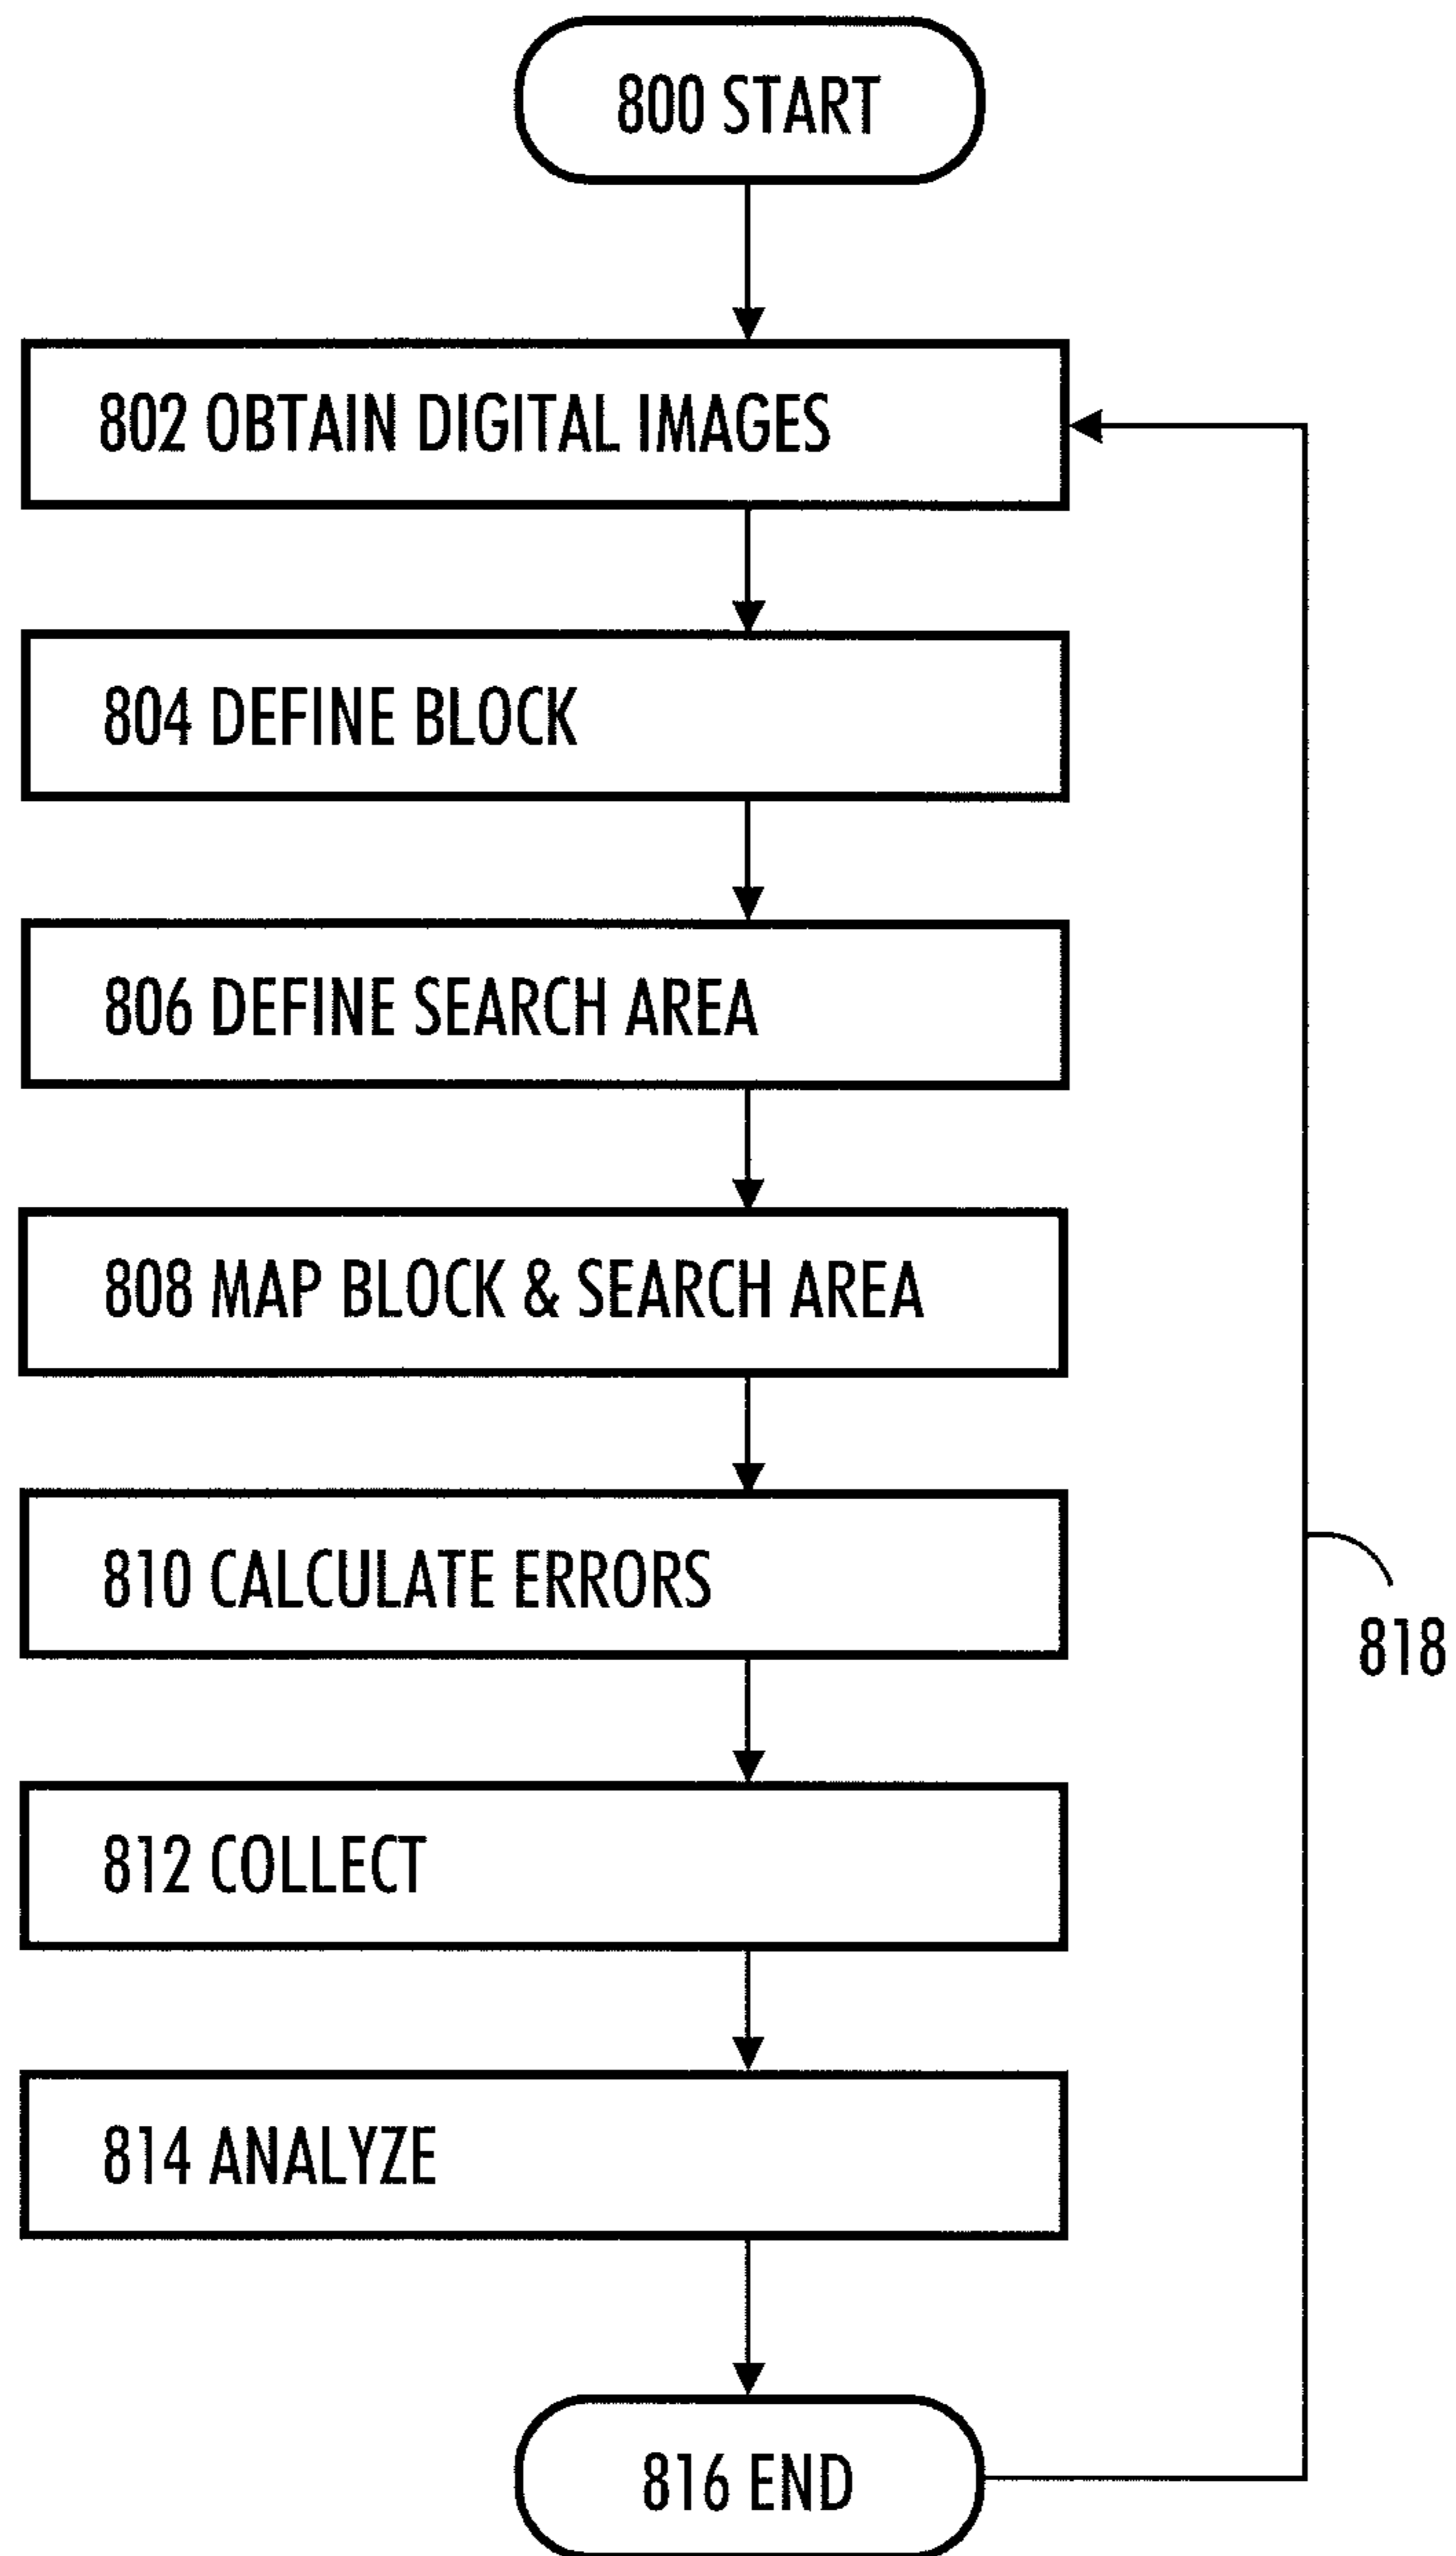 800 START
802 OBTAIN DIGITAL IMAGES
804 DEFINE BLOCK
806 DEFINE SEARCH AREA
808 MAP BLOCK & SEARCH AREA
810 CALCULATE ERRORS
818
812 COLLECT
814 ANALYZE
816 END